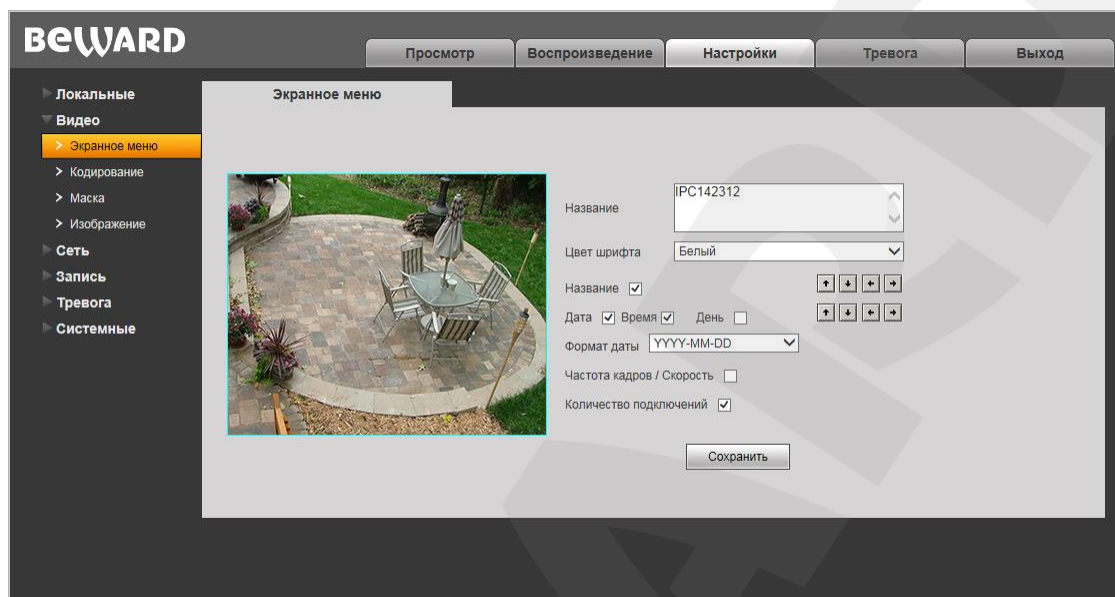 BEWARD
Просмотр
Воспроизведение
Настройки
Тревога
Выход
Локальные
Видео
Экранное меню
Кодирование
Маска
Изображение
Сеть
Запись
Тревога
Системные
Экранное меню
Название
IPC142312
Цвет шрифта
Белый
Название
Дата Время День
Формат даты YYYY-MM-DD
Частота кадров / Скорость
Количество подключений
Сохранить